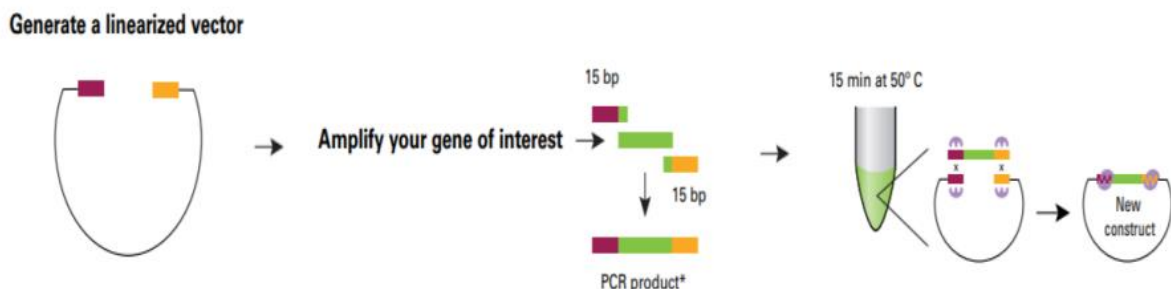 Generate a linearized vector
Amplify your gene of interest
15 bp
15 bp
PCR product*
15 min at 50° C
x
x
New
construct